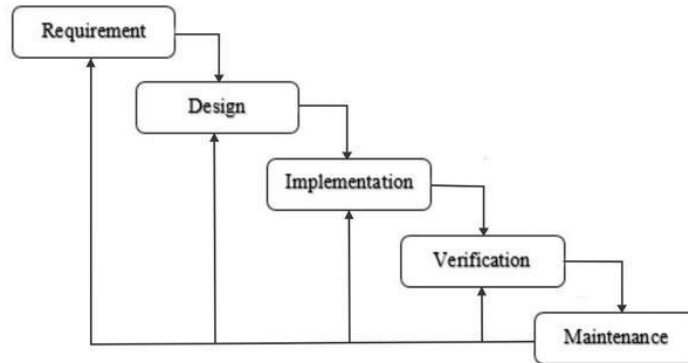 Requirement
Design
Implementation
Verification
Maintenance